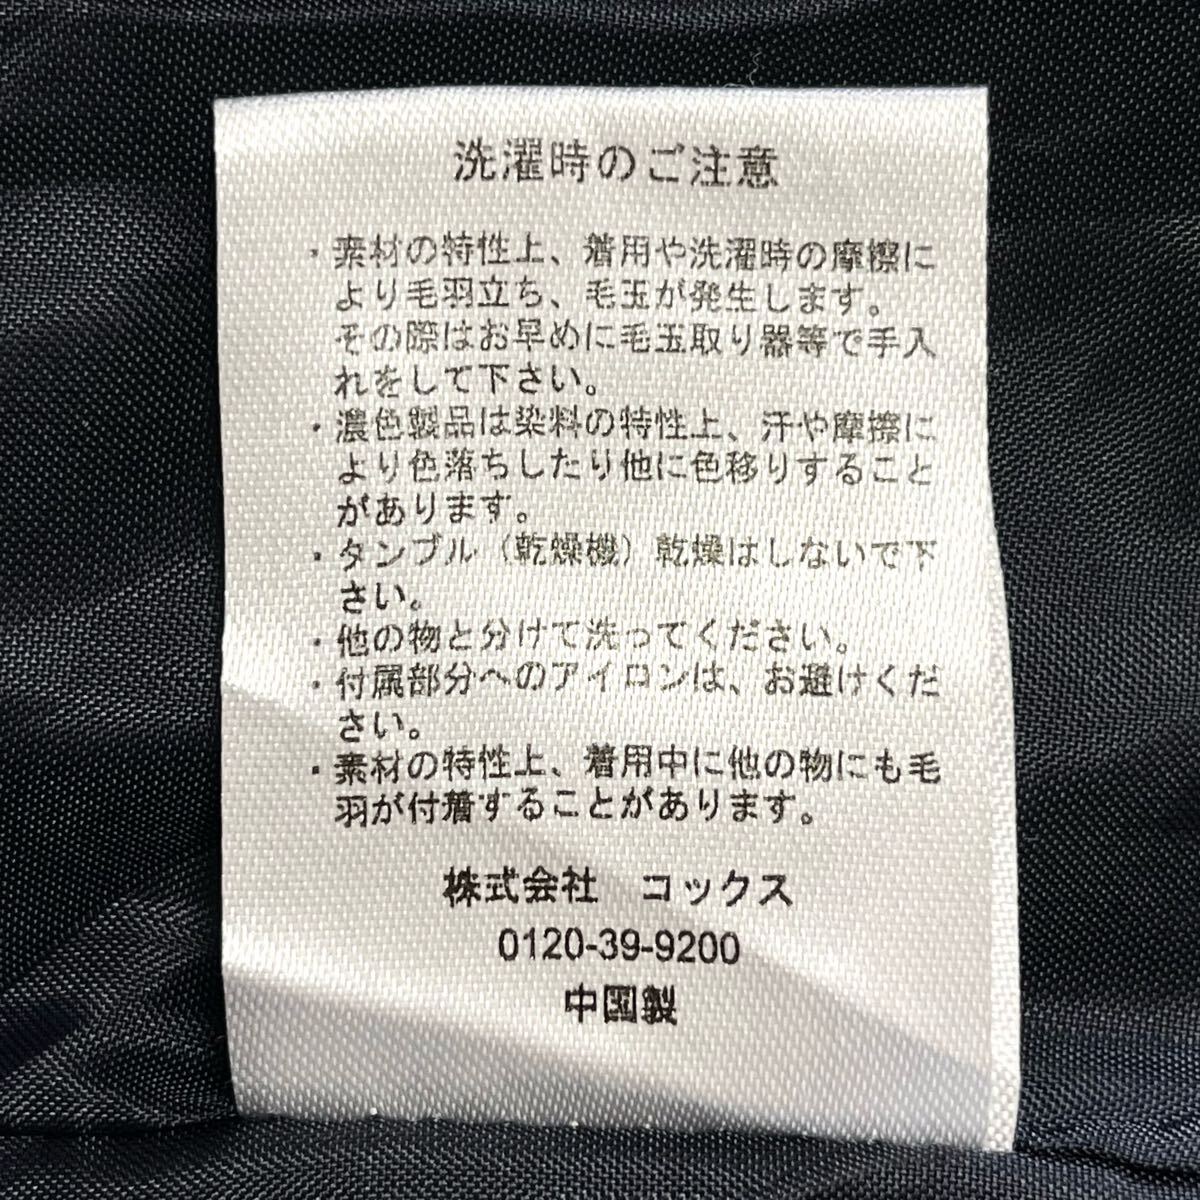 洗濯時のご注意
・素材の特性上、着用や洗濯時の摩擦に
より毛羽立ち、毛玉が発生します。
その際はお早めに毛玉取り器等で手入
れをして下さい。
・濃色製品は染料の特性上、汗や摩擦に
より色落ちしたり他に色移りすること
があります。
・タンブル（乾燥機）乾燥はしないで下
さい。
・他の物と分けて洗ってください。
・付属部分へのアイロンは、お避けくだ
さい。
・素材の特性上、着用中に他の物にも毛
羽が付着することがあります。
株式会社　コックス
0120-39-9200
中国製